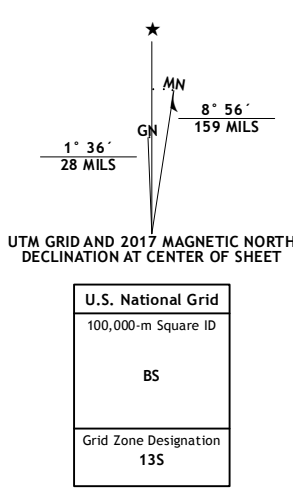 MN
GN
8° 56´
159 MILS
1° 36´
28 MILS
UTM GRID AND 2017 MAGNETIC NORTH
DECLINATION AT CENTER OF SHEET
U.S. National Grid
100,000-m Square ID
BS
Grid Zone Designation
13S